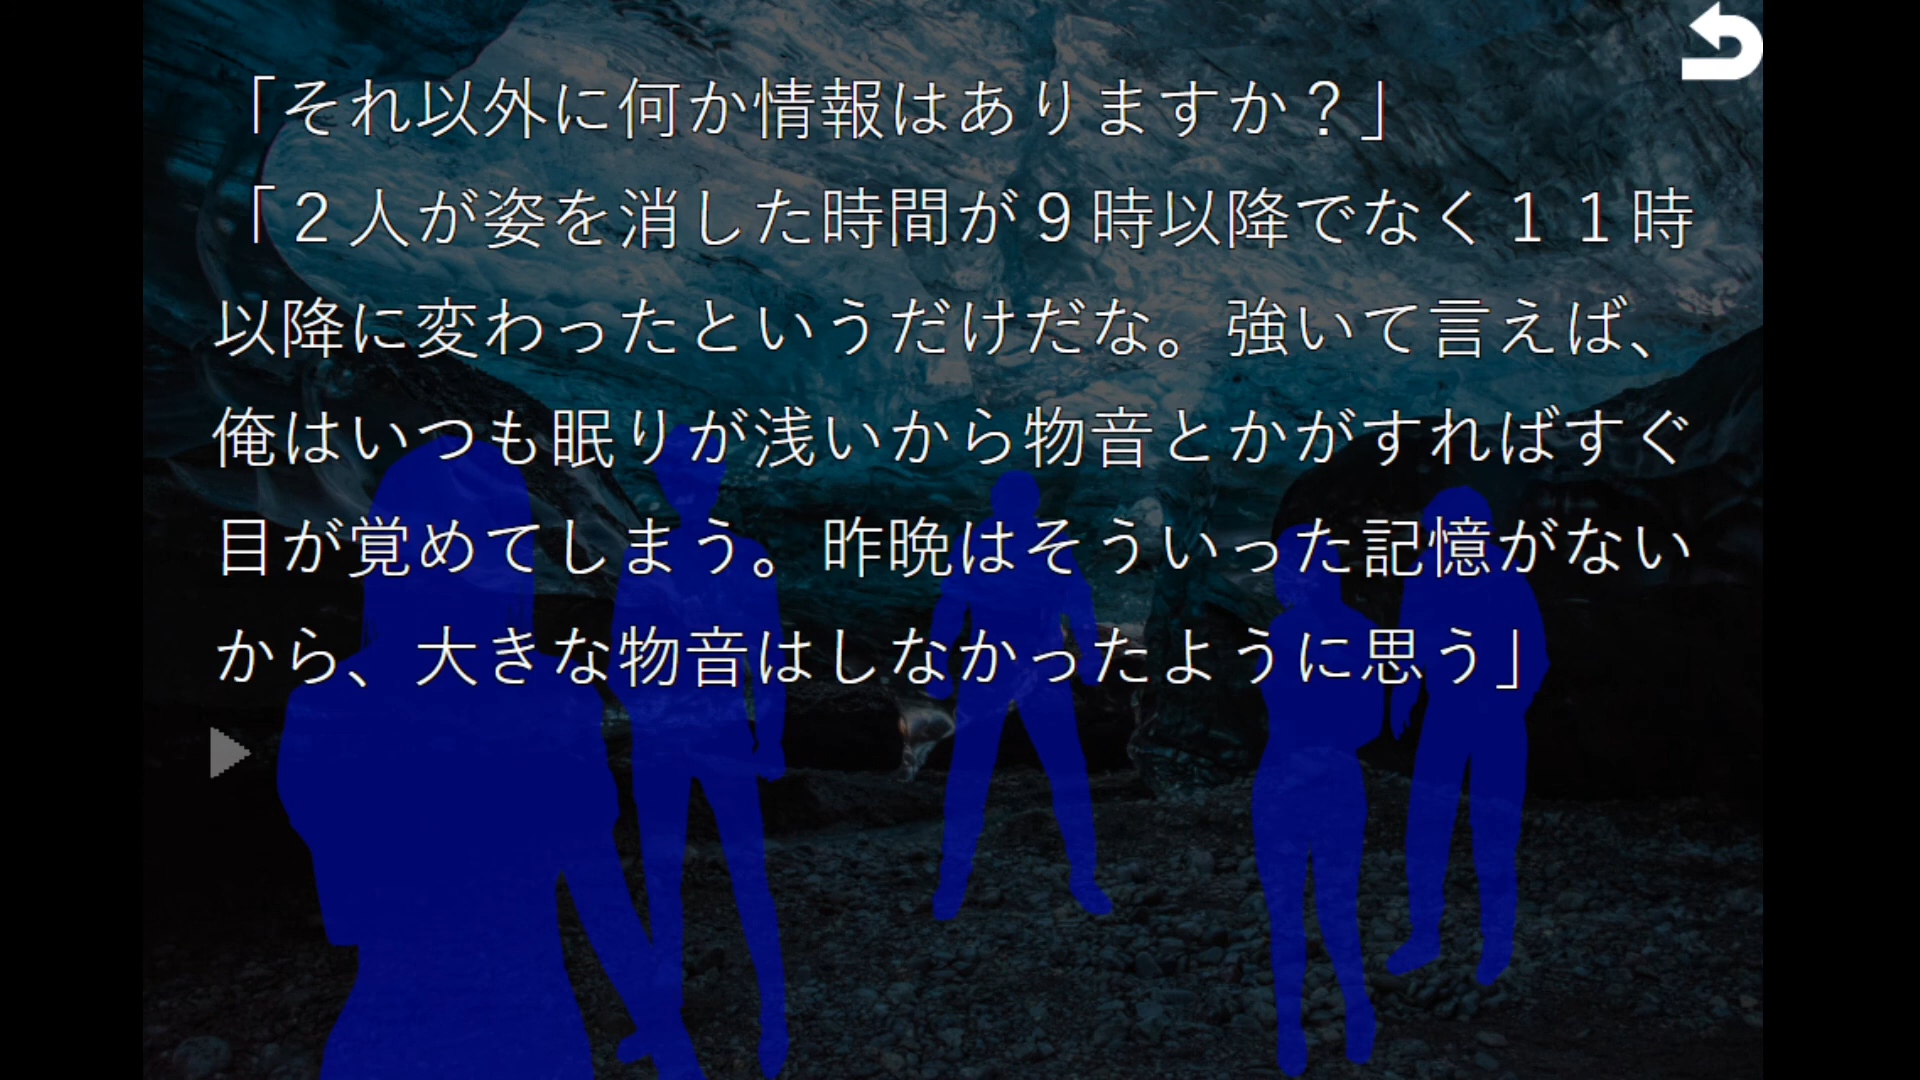 「それ以外に何か情報はありますか？」
「２人が姿を消した時間が９時以降でなく１１時
以降に変わったというだけだな。強いて言えば、
俺はいつも眠りが浅いから物音とかがすればすぐ
目が覚めてしまう。昨晩はそういった記憶がない
から、大きな物音はしなかったように思う」